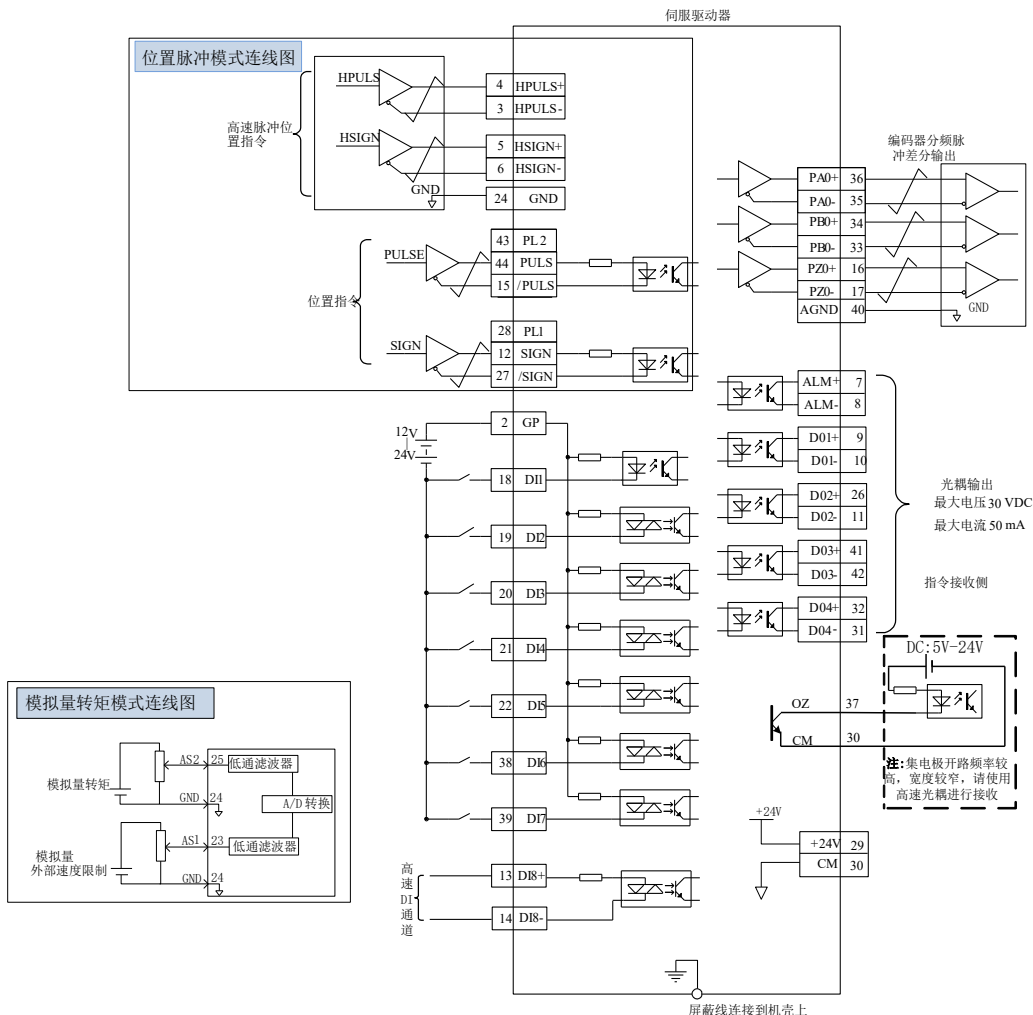 伺服驱动器
位置脉冲模式连线图
HPULS
4 HPULS+
3 HPULS-
高速脉冲位
置指令
HSIGN
5 HSIGN+
6 HSIGN-
GND
24 GND
43 PL2
PULSE
44 PULS
15 /PULS
位置指令
28 PL1
SIGN
12 SIGN
27 /SIGN
编码器分频脉
冲差分输出
PA0+ 36
PA0- 35
PB0+ 34
PB0- 33
PZ0+ 16
PZ0- 17
AGND 40
GND
2 GP
12V
24V
18 DI1
19 DI2
20 DI3
21 DI4
22 DI5
38 DI6
39 DI7
高速DI通道
13 DI8+
14 DI8-
ALM+ 7
ALM- 8
D01+ 9
D01- 10
D02+ 26
D02- 11
D03+ 41
D03- 42
D04+ 32
D04- 31
光耦输出
最大电压30 VDC
最大电流50 mA
指令接收侧
DC:5V-24V
OZ 37
CM 30
注:集电极开路频率较
高，宽度较窄，请使用
高速光耦进行接收
+24V
+24V 29
CM 30
模拟量转矩模式连线图
AS2 25 低通滤波器
模拟量转矩
GND 24
A/D 转换
AS1 23 低通滤波器
模拟量
外部速度限制
GND 24
屏蔽线连接到机壳上